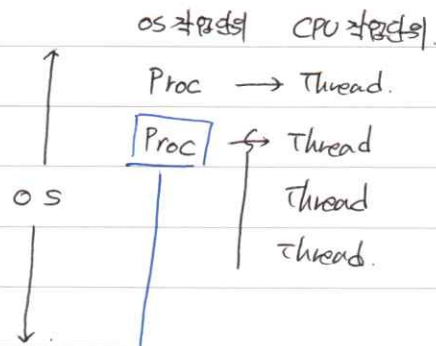 OS 작업단위 CPU 작업단위.
Proc → Thread.
Proc → Thread
OS Thread
Thread.